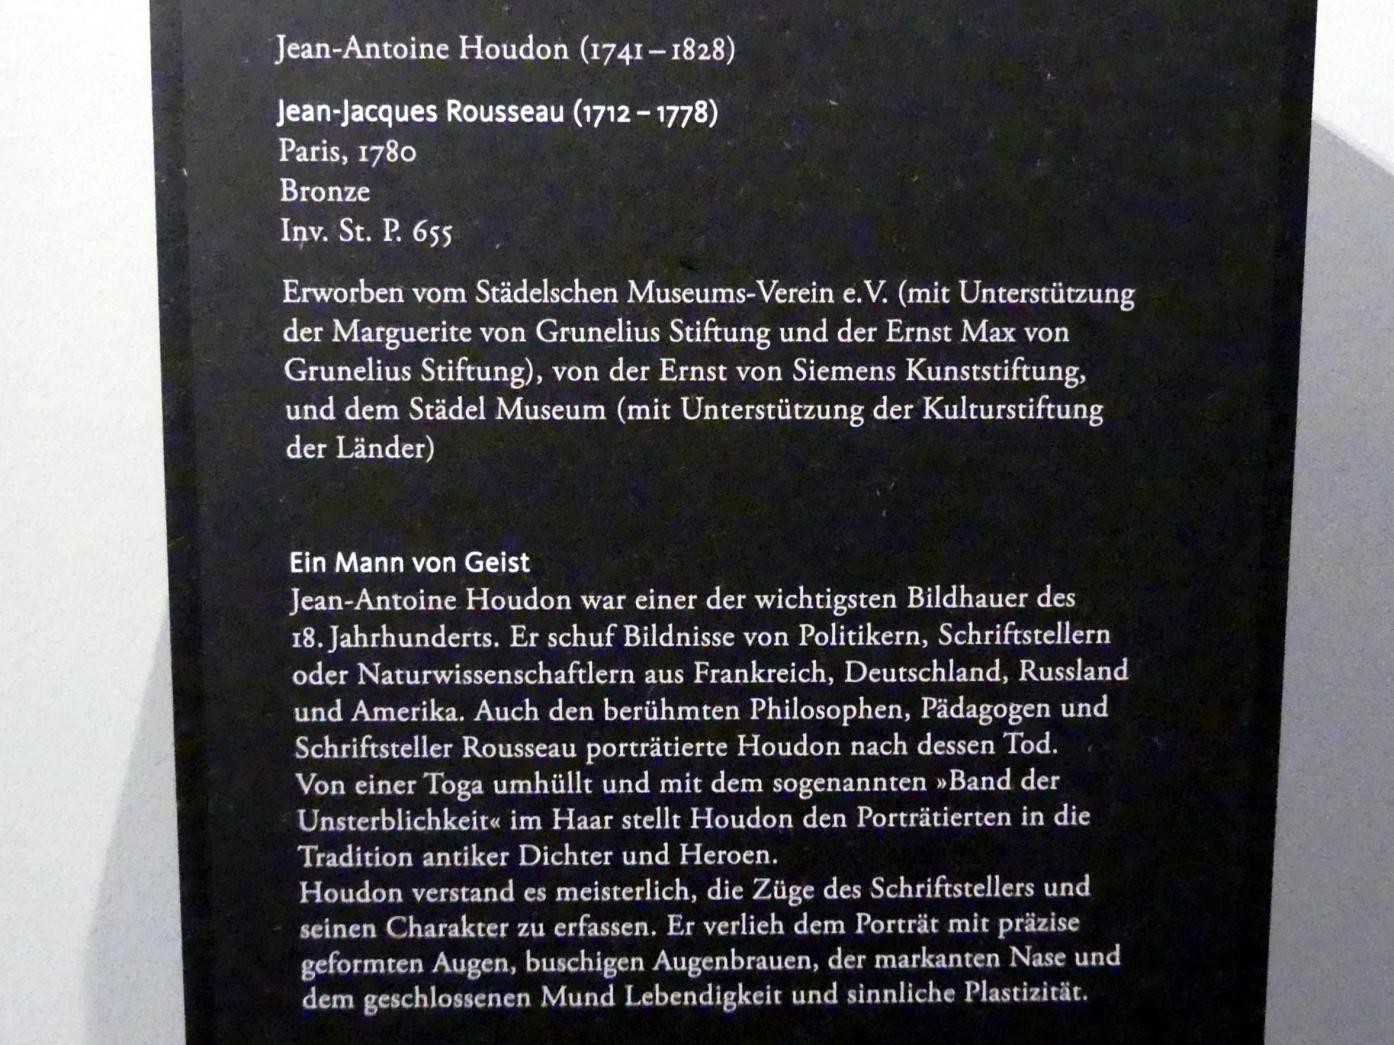 Jean-Antoine Houdon (1741 – 1828)
Jean-Jacques Rousseau (1712 – 1778)
Paris, 1780
Bronze
Inv. St. P. 655
Erworben vom Städelschen Museums-Verein e.V. (mit Unterstützung
der Marguerite von Grunelius Stiftung und der Ernst Max von
Grunelius Stiftung), von der Ernst von Siemens Kunststiftung,
und dem Städel Museum (mit Unterstützung der Kulturstiftung
der Länder)
Ein Mann von Geist
Jean-Antoine Houdon war einer der wichtigsten Bildhauer des
18. Jahrhunderts. Er schuf Bildnisse von Politikern, Schriftstellern
oder Naturwissenschaftlern aus Frankreich, Deutschland, Russland
und Amerika. Auch den berühmten Philosophen, Pädagogen und
Schriftsteller Rousseau porträtierte Houdon nach dessen Tod.
Von einer Toga umhüllt und mit dem sogenannten »Band der
Unsterblichkeit« im Haar stellt Houdon den Porträtierten in die
Tradition antiker Dichter und Heroen.
Houdon verstand es meisterlich, die Züge des Schriftstellers und
seinen Charakter zu erfassen. Er verlieh dem Porträt mit präzise
geformten Augen, buschigen Augenbrauen, der markanten Nase und
dem geschlossenen Mund Lebendigkeit und sinnliche Plastizität.